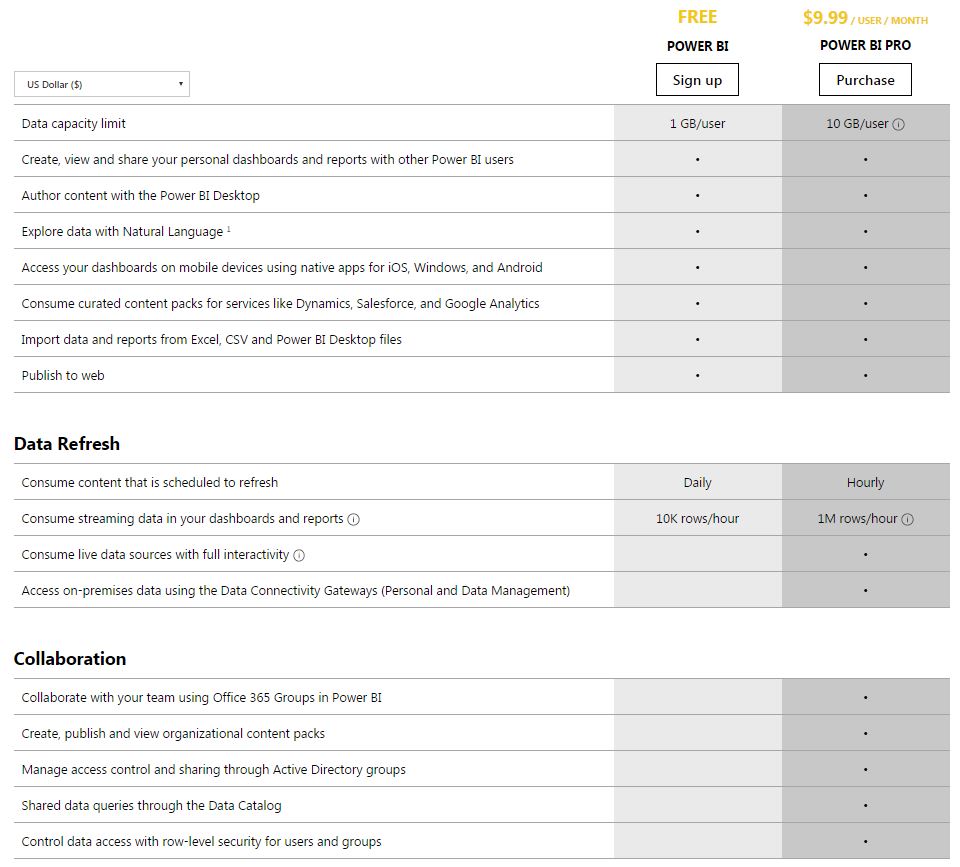 FREE $9.99 / USER / MONTH
POWER BI POWER BI PRO
US Dollar ($) Sign up Purchase
Data capacity limit 1 GB/user 10 GB/user ⓘ
Create, view and share your personal dashboards and reports with other Power BI users • •
Author content with the Power BI Desktop • •
Explore data with Natural Language ¹ • •
Access your dashboards on mobile devices using native apps for iOS, Windows, and Android • •
Consume curated content packs for services like Dynamics, Salesforce, and Google Analytics • •
Import data and reports from Excel, CSV and Power BI Desktop files • •
Publish to web • •
Data Refresh
Consume content that is scheduled to refresh Daily Hourly
Consume streaming data in your dashboards and reports ⓘ 10K rows/hour 1M rows/hour ⓘ
Consume live data sources with full interactivity ⓘ •
Access on-premises data using the Data Connectivity Gateways (Personal and Data Management) •
Collaboration
Collaborate with your team using Office 365 Groups in Power BI •
Create, publish and view organizational content packs •
Manage access control and sharing through Active Directory groups •
Shared data queries through the Data Catalog •
Control data access with row-level security for users and groups •